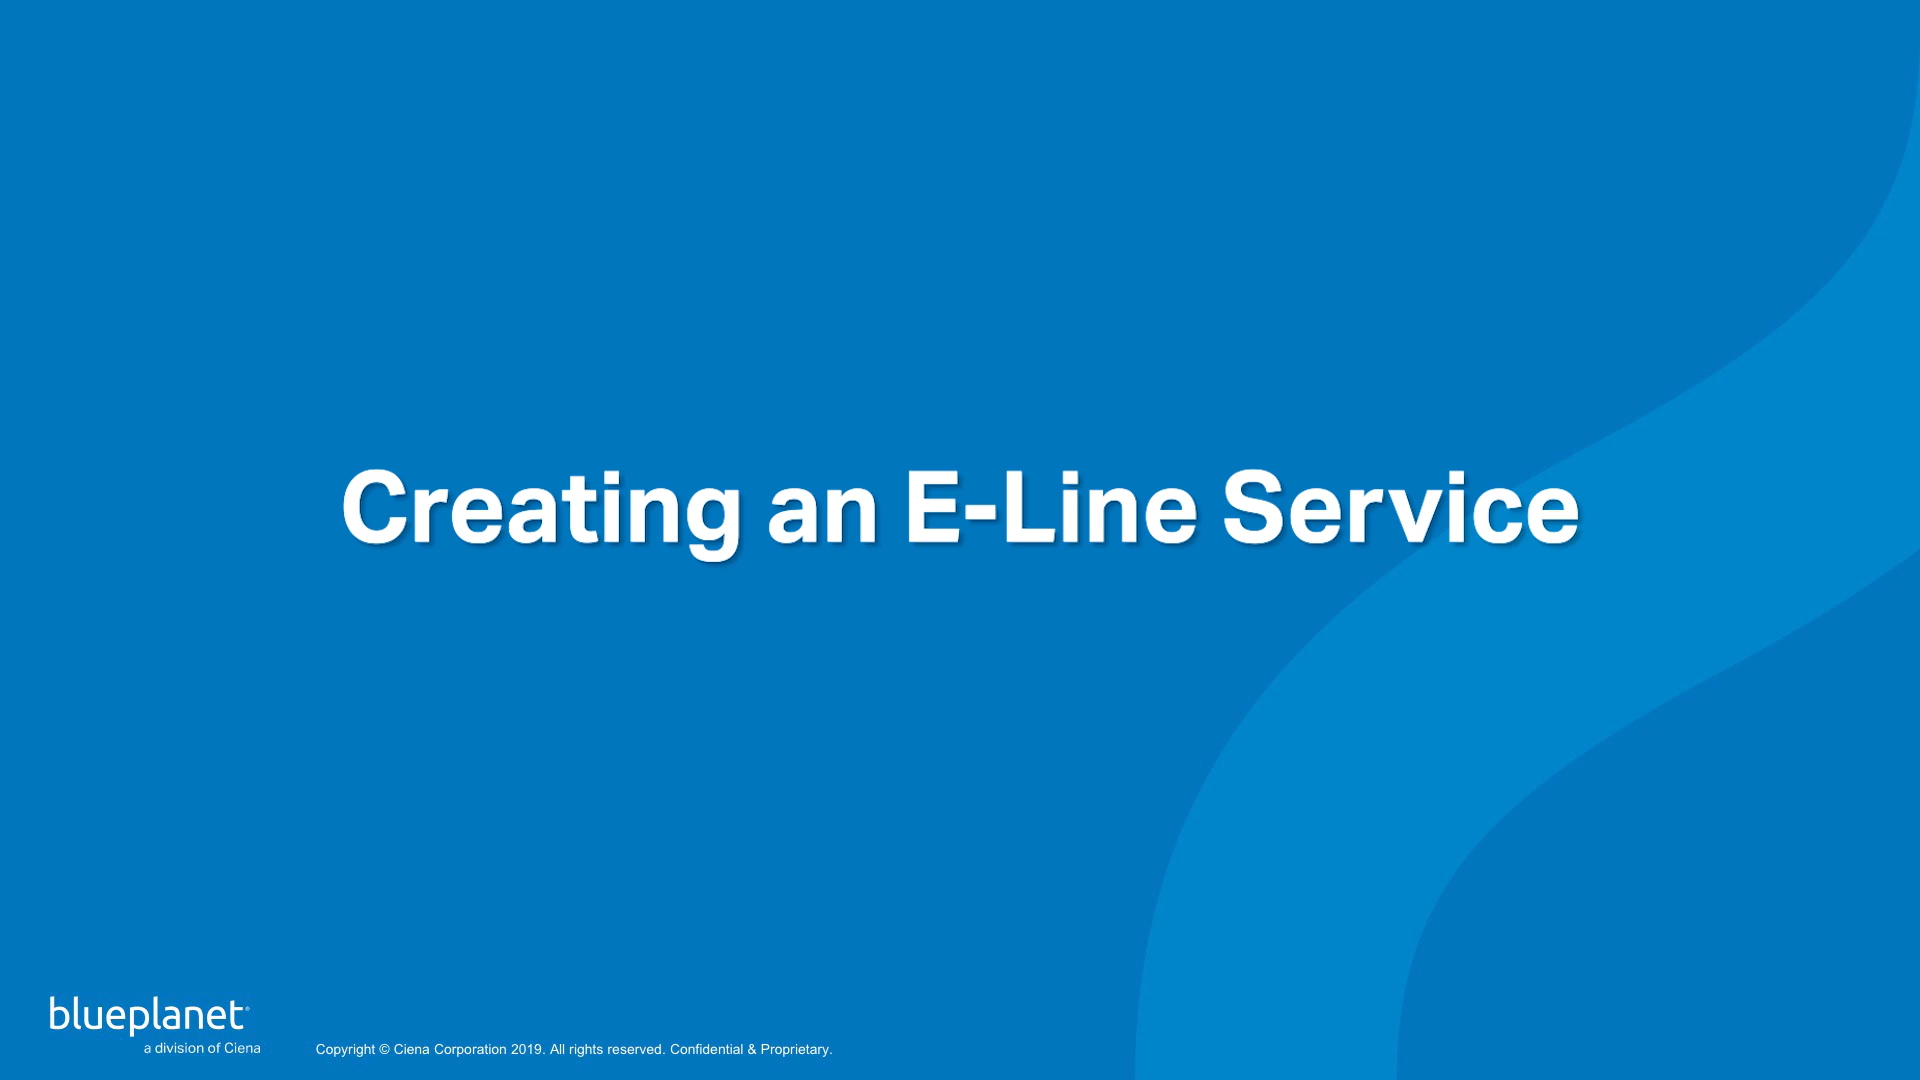 Creating an E-Line Service
blueplanet®
a division of Ciena
Copyright © Ciena Corporation 2019. All rights reserved. Confidential & Proprietary.